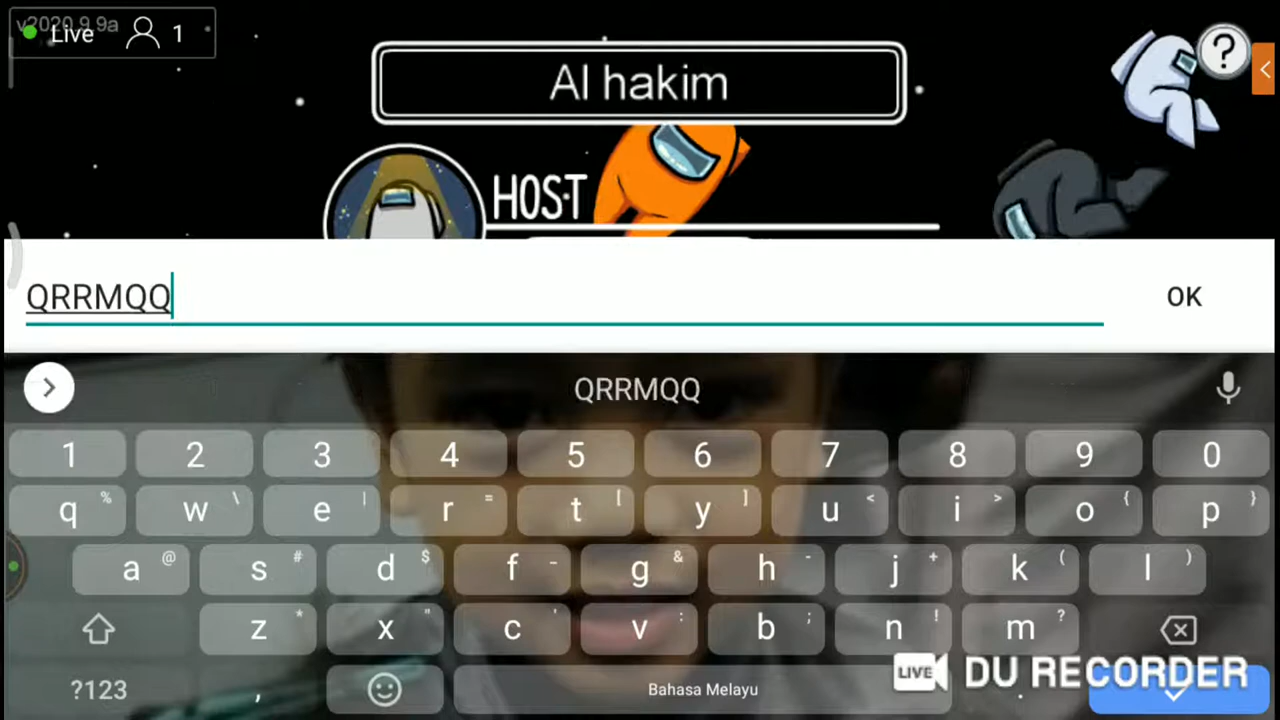 v2020.9.9a
Live 1
?
Al hakim
HOST
QRRMQQ
OK
QRRMQQ
1 2 3 4 5 6 7 8 9 0
q % w \ e | r = t [ y ] u < i > o { p }
a @ s # d $ f - g & h - j + k ( l )
z * x " c ' v : b ; n ! m ?
LIVE DU RECORDER
?123 , Bahasa Melayu .